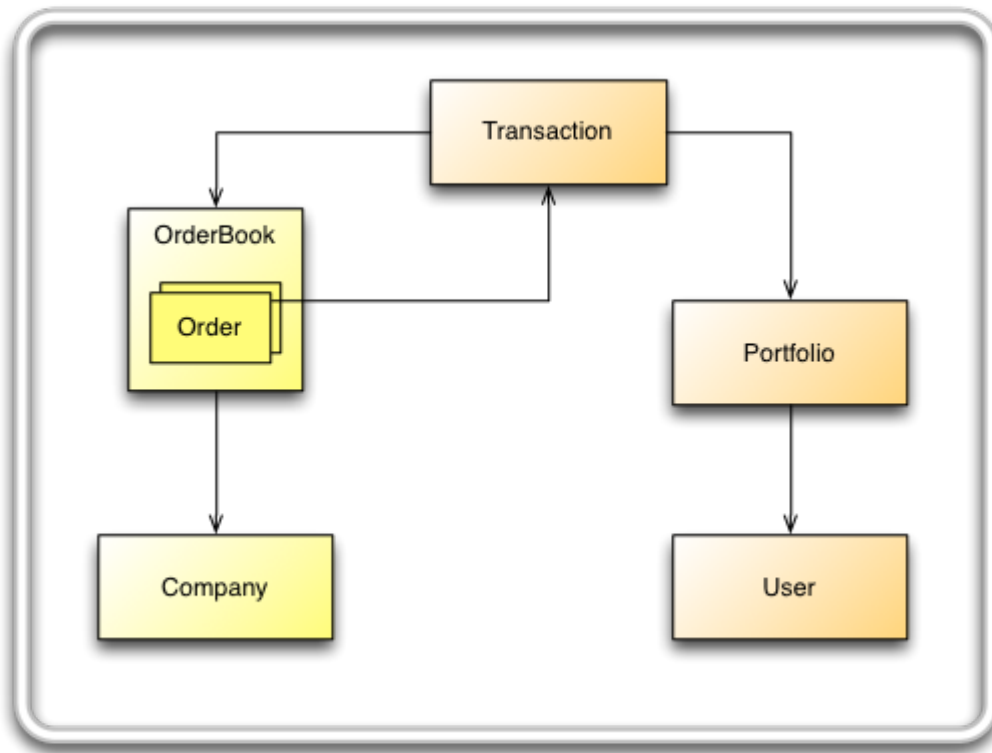 Transaction
OrderBook
Order
Portfolio
Company
User